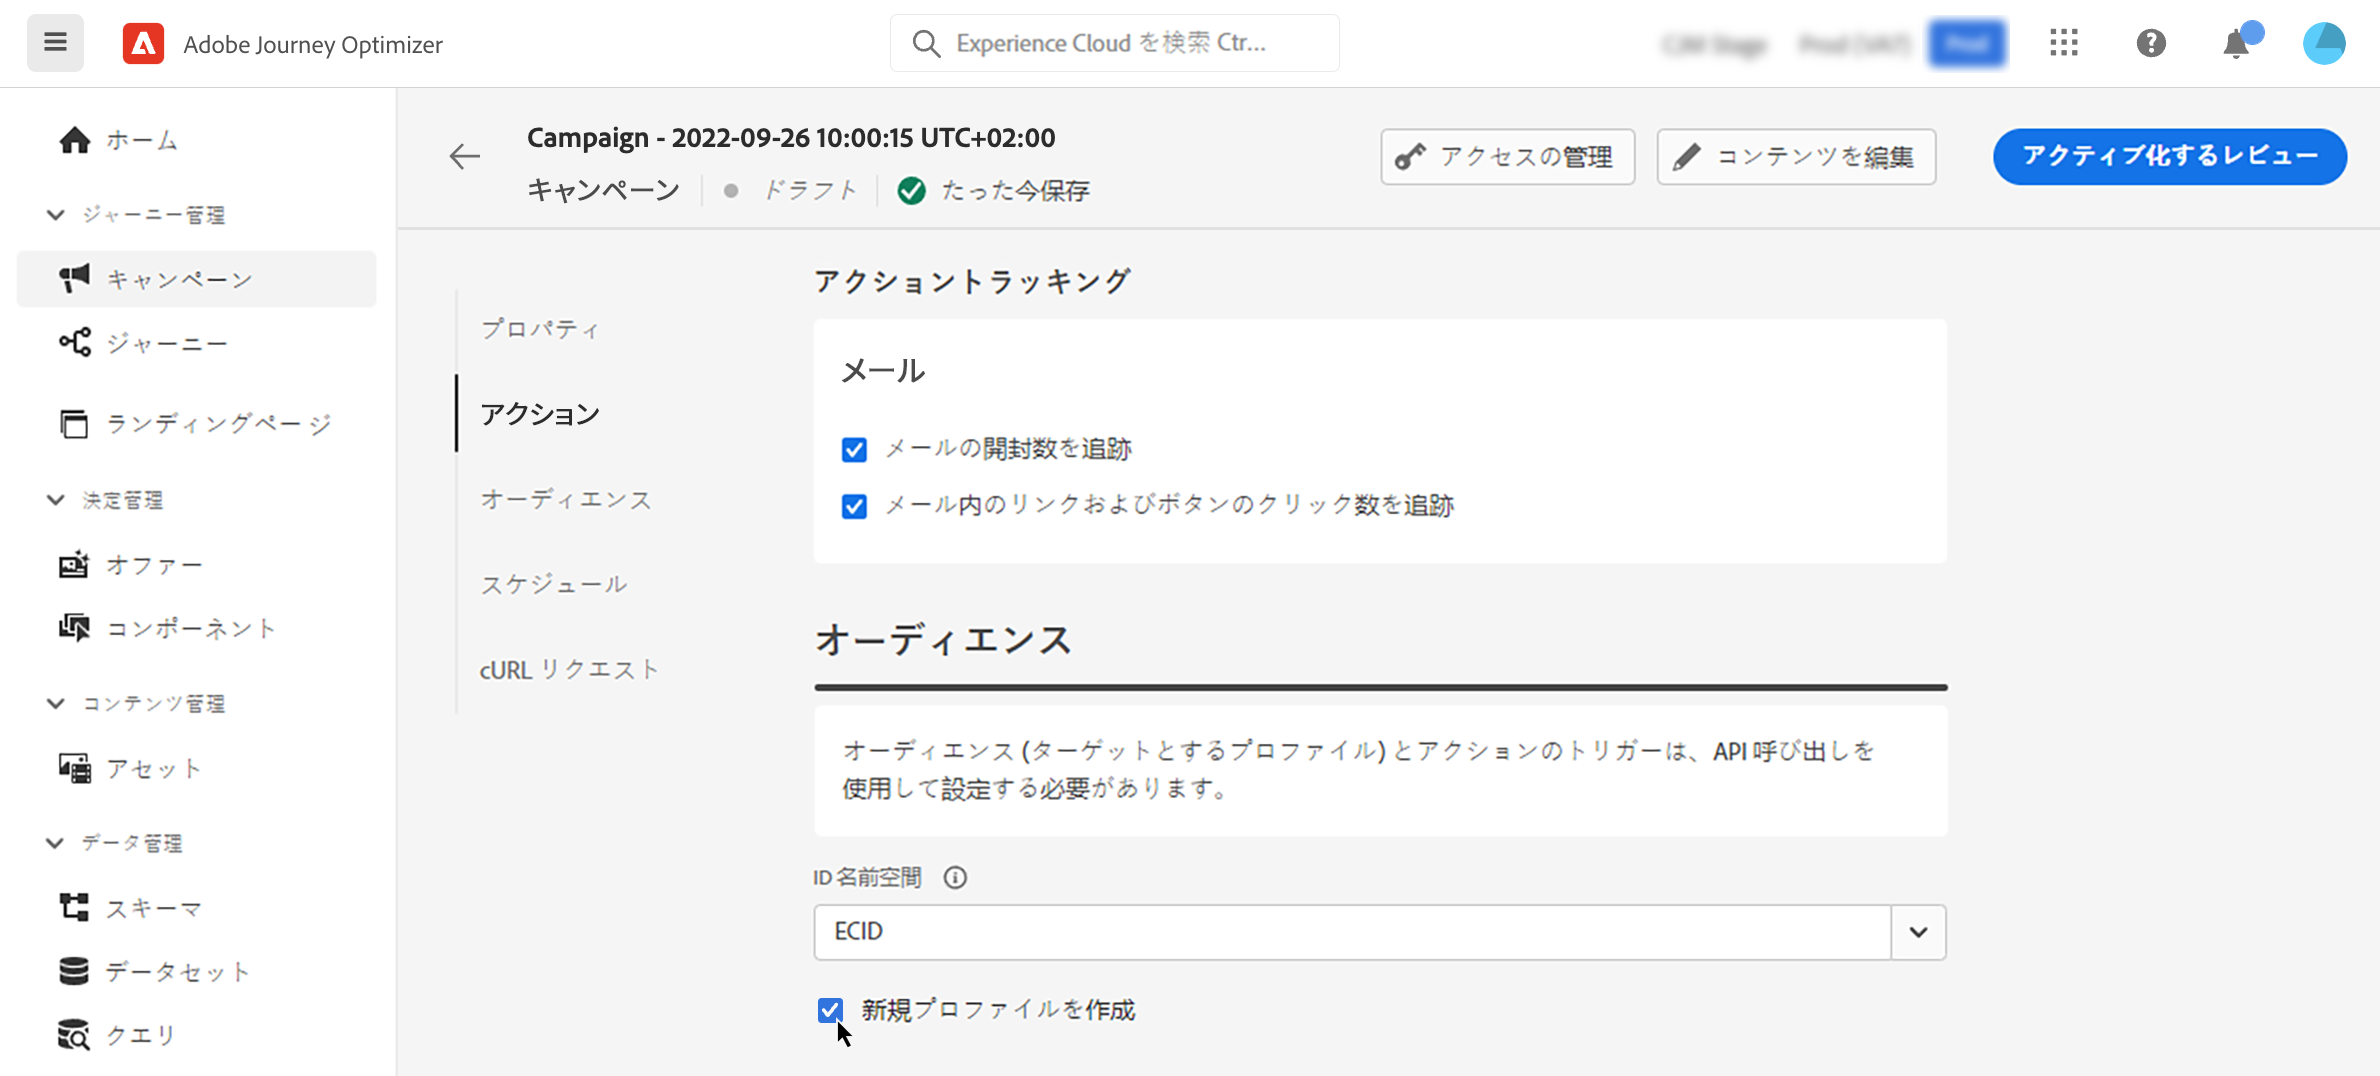 Adobe Journey Optimizer
Experience Cloud を検索 Ctr...
ホーム
ジャーニー管理
キャンペーン
ジャーニー
ランディングページ
決定管理
オファー
コンポーネント
コンテンツ管理
アセット
データ管理
スキーマ
データセット
クエリ
Campaign - 2022-09-26 10:00:15 UTC+02:00
キャンペーン ドラフト たった今保存
アクセスの管理
コンテンツを編集
アクティブ化するレビュー
プロパティ
アクション
オーディエンス
スケジュール
cURL リクエスト
アクショントラッキング
メール
メールの開封数を追跡
メール内のリンクおよびボタンのクリック数を追跡
オーディエンス
オーディエンス (ターゲットとするプロファイル) とアクションのトリガーは、API 呼び出しを
使用して設定する必要があります。
ID 名前空間
ECID
新規プロファイルを作成